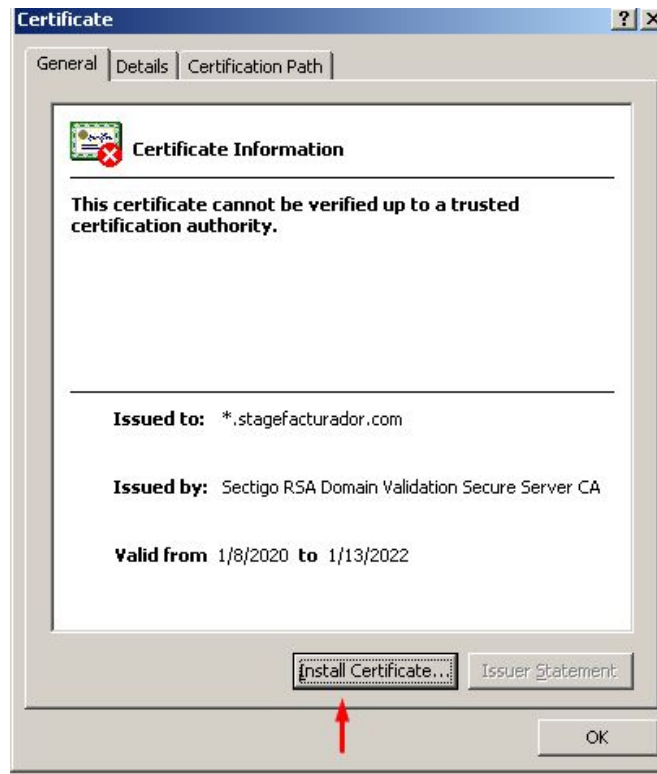 Certificate
General Details Certification Path
Certificate Information
This certificate cannot be verified up to a trusted
certification authority.
Issued to: *.stagefacturador.com
Issued by: Sectigo RSA Domain Validation Secure Server CA
Valid from 1/8/2020 to 1/13/2022
Install Certificate... Issuer Statement
OK